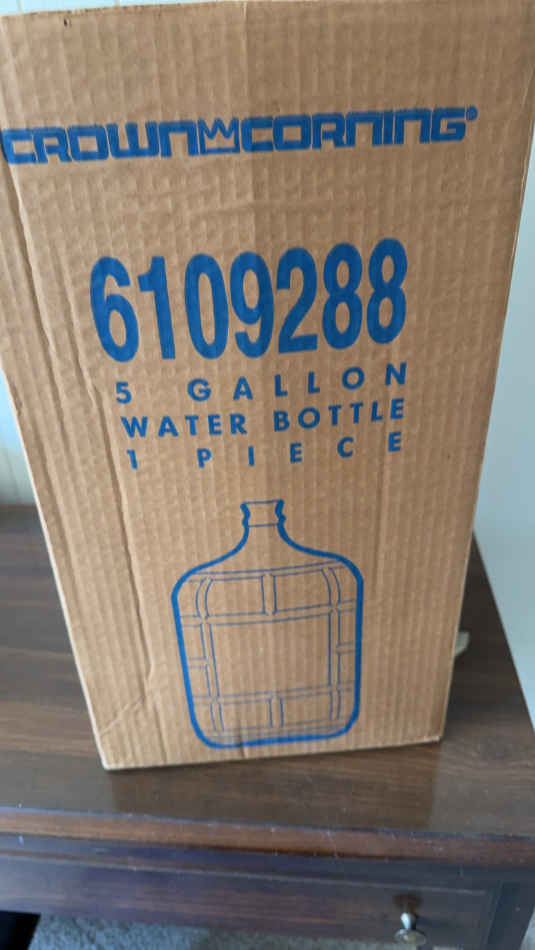 CROWN CORNING®
6109288
5 GALLON
WATER BOTTLE
1 PIECE